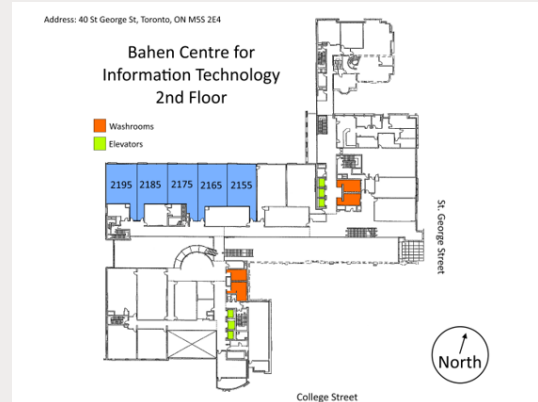 Address: 40 St George St, Toronto, ON M5S 2E4
Bahen Centre for
Information Technology
2nd Floor
Washrooms
Elevators
2195 2185 2175 2165 2155
St. George Street
North
College Street